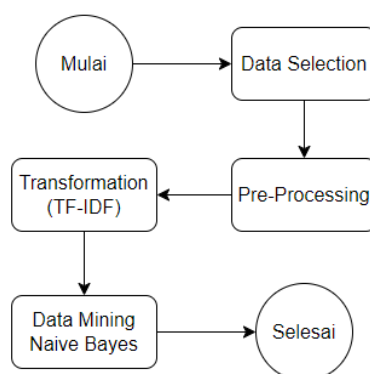 Mulai
Data Selection
Pre-Processing
Transformation
(TF-IDF)
Data Mining
Naive Bayes
Selesai